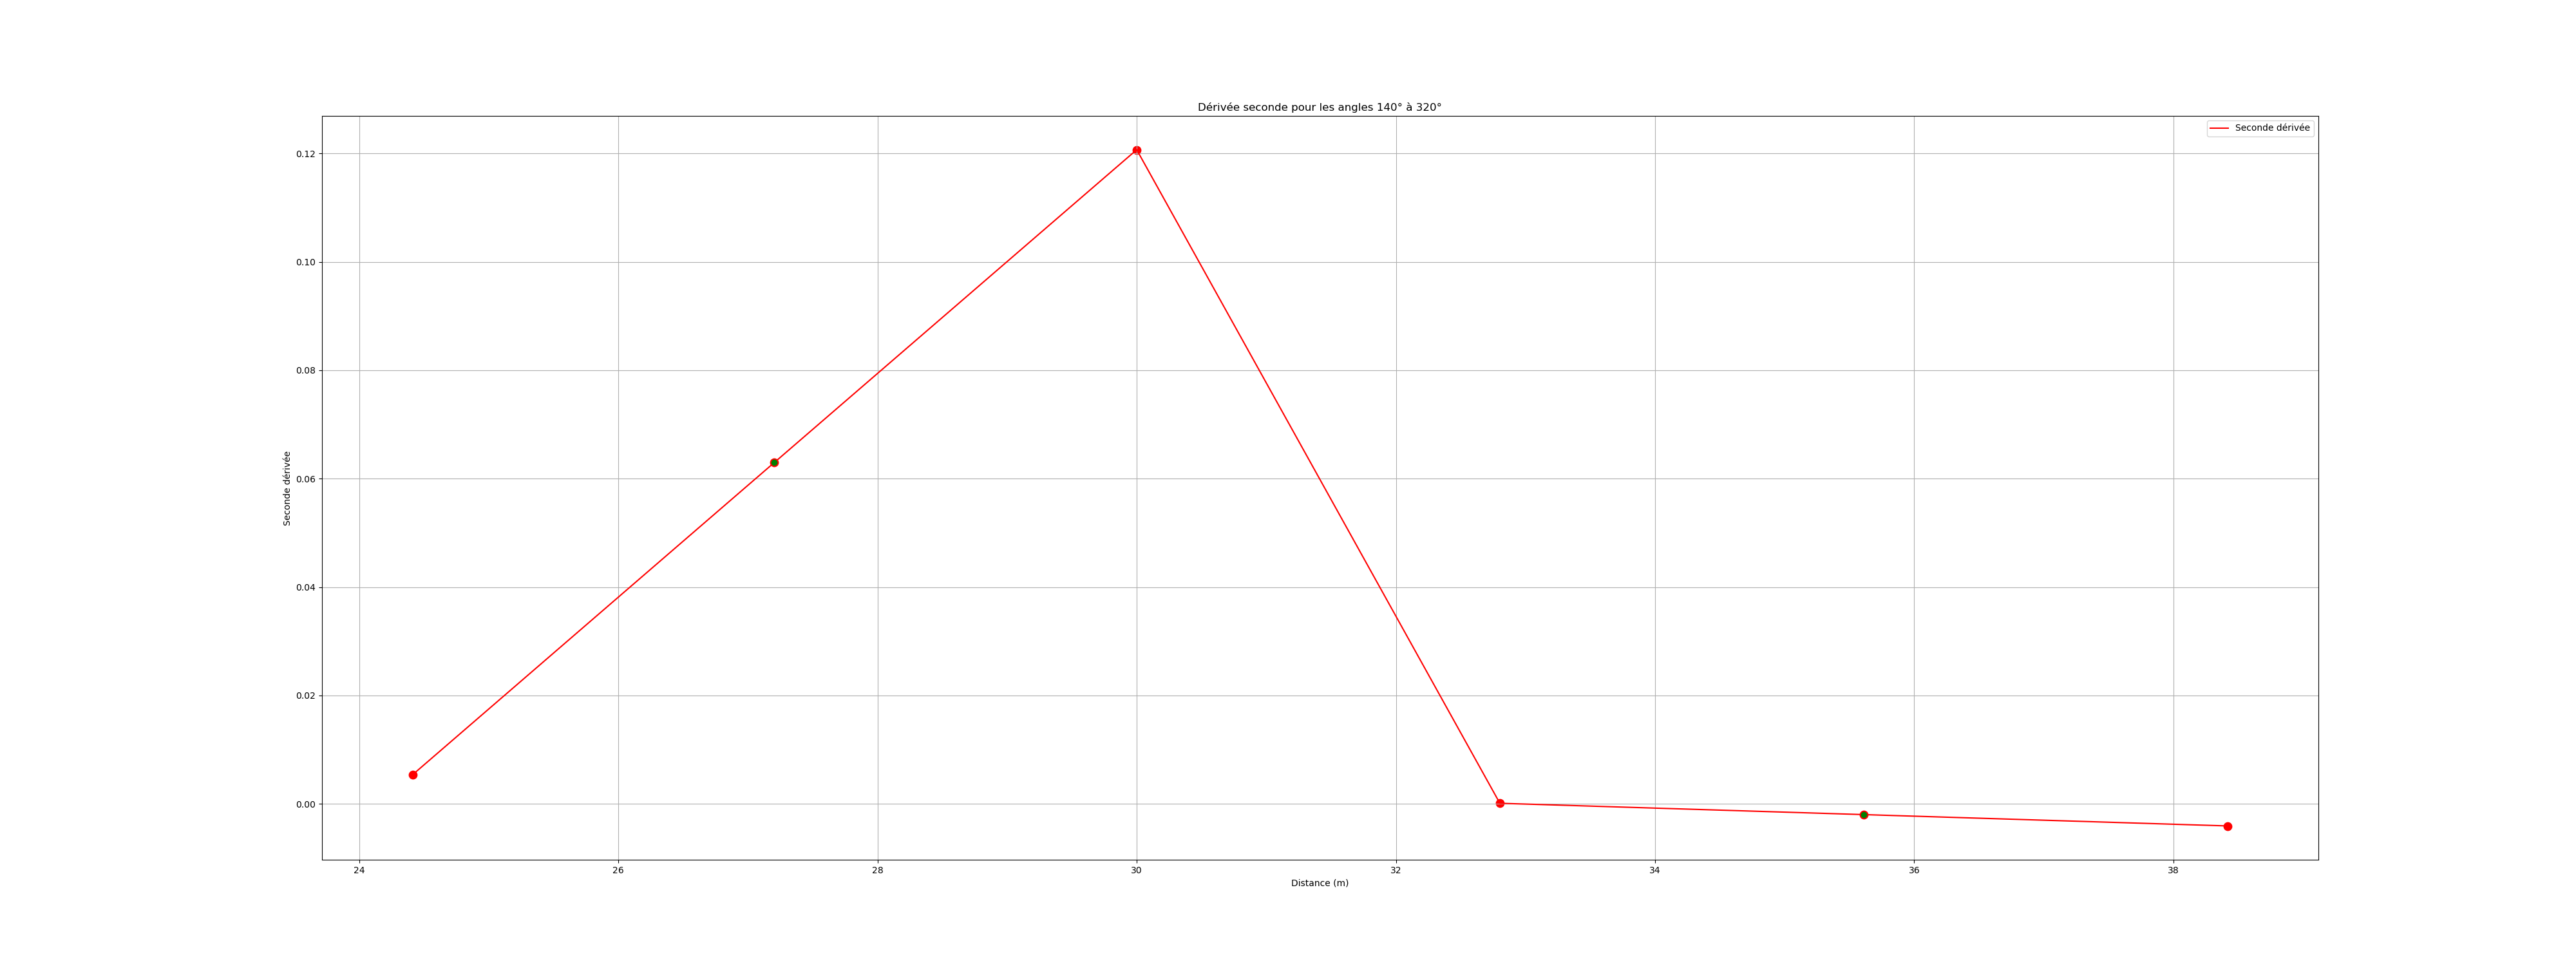 Dérivée seconde pour les angles 140° à 320°
Seconde dérivée
0.12
0.10
0.08
0.06
0.04
0.02
0.00
Seconde dérivée
24 26 28 30 32 34 36 38
Distance (m)